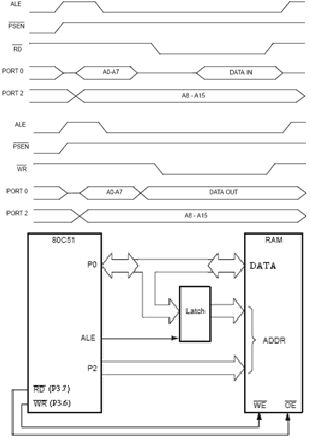 ALE
PSEN
RD
PORT 0 A0-A7 DATA IN
PORT 2 A8 - A15
ALE
PSEN
WR
PORT 0 A0-A7 DATA OUT
PORT 2 A8 - A15
80C51 RAM
P0 DATA
Latch
ALE ADDR
P2
RD (P3.7)
WR (P3.6) WE OE